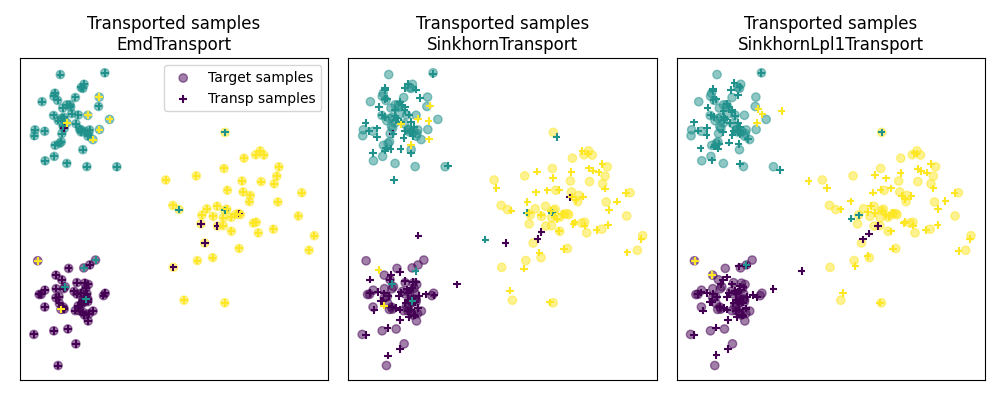 Transported samples
EmdTransport
Target samples
Transp samples
Transported samples
SinkhornTransport
Transported samples
SinkhornLpl1Transport